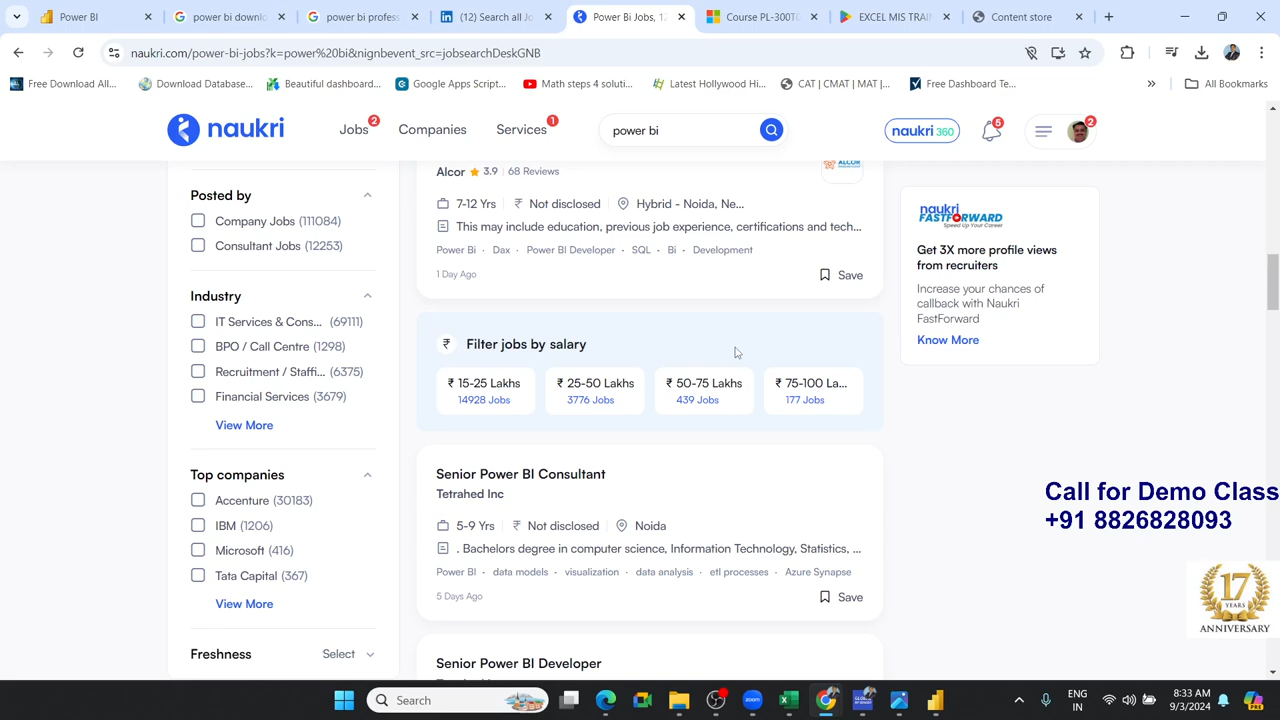 Power BI
power bi downlo
power bi profess
(12) Search all Jo
Power Bi Jobs, 12
Course PL-300T0
EXCEL MIS TRAI
Content store
naukri.com/power-bi-jobs?k=power%20bi&nignbevent_src=jobsearchDeskGNB
Free Download All...
Download Database...
Beautiful dashboard...
Google Apps Script...
Math steps 4 soluti...
Latest Hollywood Hi...
CAT | CMAT | MAT |...
Free Dashboard Te...
All Bookmarks
naukri
Jobs 2
Companies
Services 1
power bi
naukri 360
5
2
Posted by
Company Jobs (111084)
Consultant Jobs (12253)
Industry
IT Services & Cons... (69111)
BPO / Call Centre (1298)
Recruitment / Staffi... (6375)
Financial Services (3679)
View More
Top companies
Accenture (30183)
IBM (1206)
Microsoft (416)
Tata Capital (367)
View More
Freshness Select
Alcor 3.9 68 Reviews
ALCOR
7-12 Yrs ₹ Not disclosed Hybrid - Noida, Ne...
This may include education, previous job experience, certifications and tech...
Power Bi · Dax · Power BI Developer · SQL · Bi · Development
1 Day Ago Save
₹ Filter jobs by salary
₹ 15-25 Lakhs
14928 Jobs
₹ 25-50 Lakhs
3776 Jobs
₹ 50-75 Lakhs
439 Jobs
₹ 75-100 La...
177 Jobs
Senior Power BI Consultant
Tetrahed Inc
5-9 Yrs ₹ Not disclosed Noida
. Bachelors degree in computer science, Information Technology, Statistics, ...
Power BI · data models · visualization · data analysis · etl processes · Azure Synapse
5 Days Ago Save
Senior Power BI Developer
naukri
FASTFORWARD
Speed Up Your Career
Get 3X more profile views
from recruiters
Increase your chances of
callback with Naukri
FastForward
Know More
Call for Demo Class
+91 8826828093
17
YEARS
ANNIVERSARY
Search
zoom
ENG
IN
8:33 AM
9/3/2024